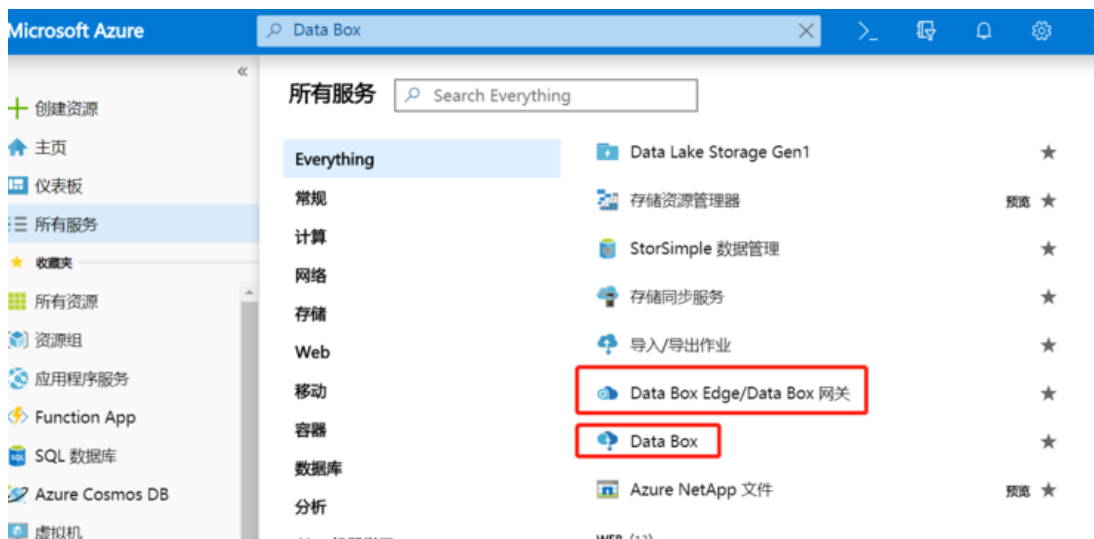 Microsoft Azure
Data Box
创建资源
主页
仪表板
所有服务
收藏夹
所有资源
资源组
应用程序服务
Function App
SQL 数据库
Azure Cosmos DB
虚拟机
所有服务
Search Everything
Everything
常规
计算
网络
存储
Web
移动
容器
数据库
分析
Data Lake Storage Gen1
存储资源管理器 预览
StorSimple 数据管理
存储同步服务
导入/导出作业
Data Box Edge/Data Box 网关
Data Box
Azure NetApp 文件 预览